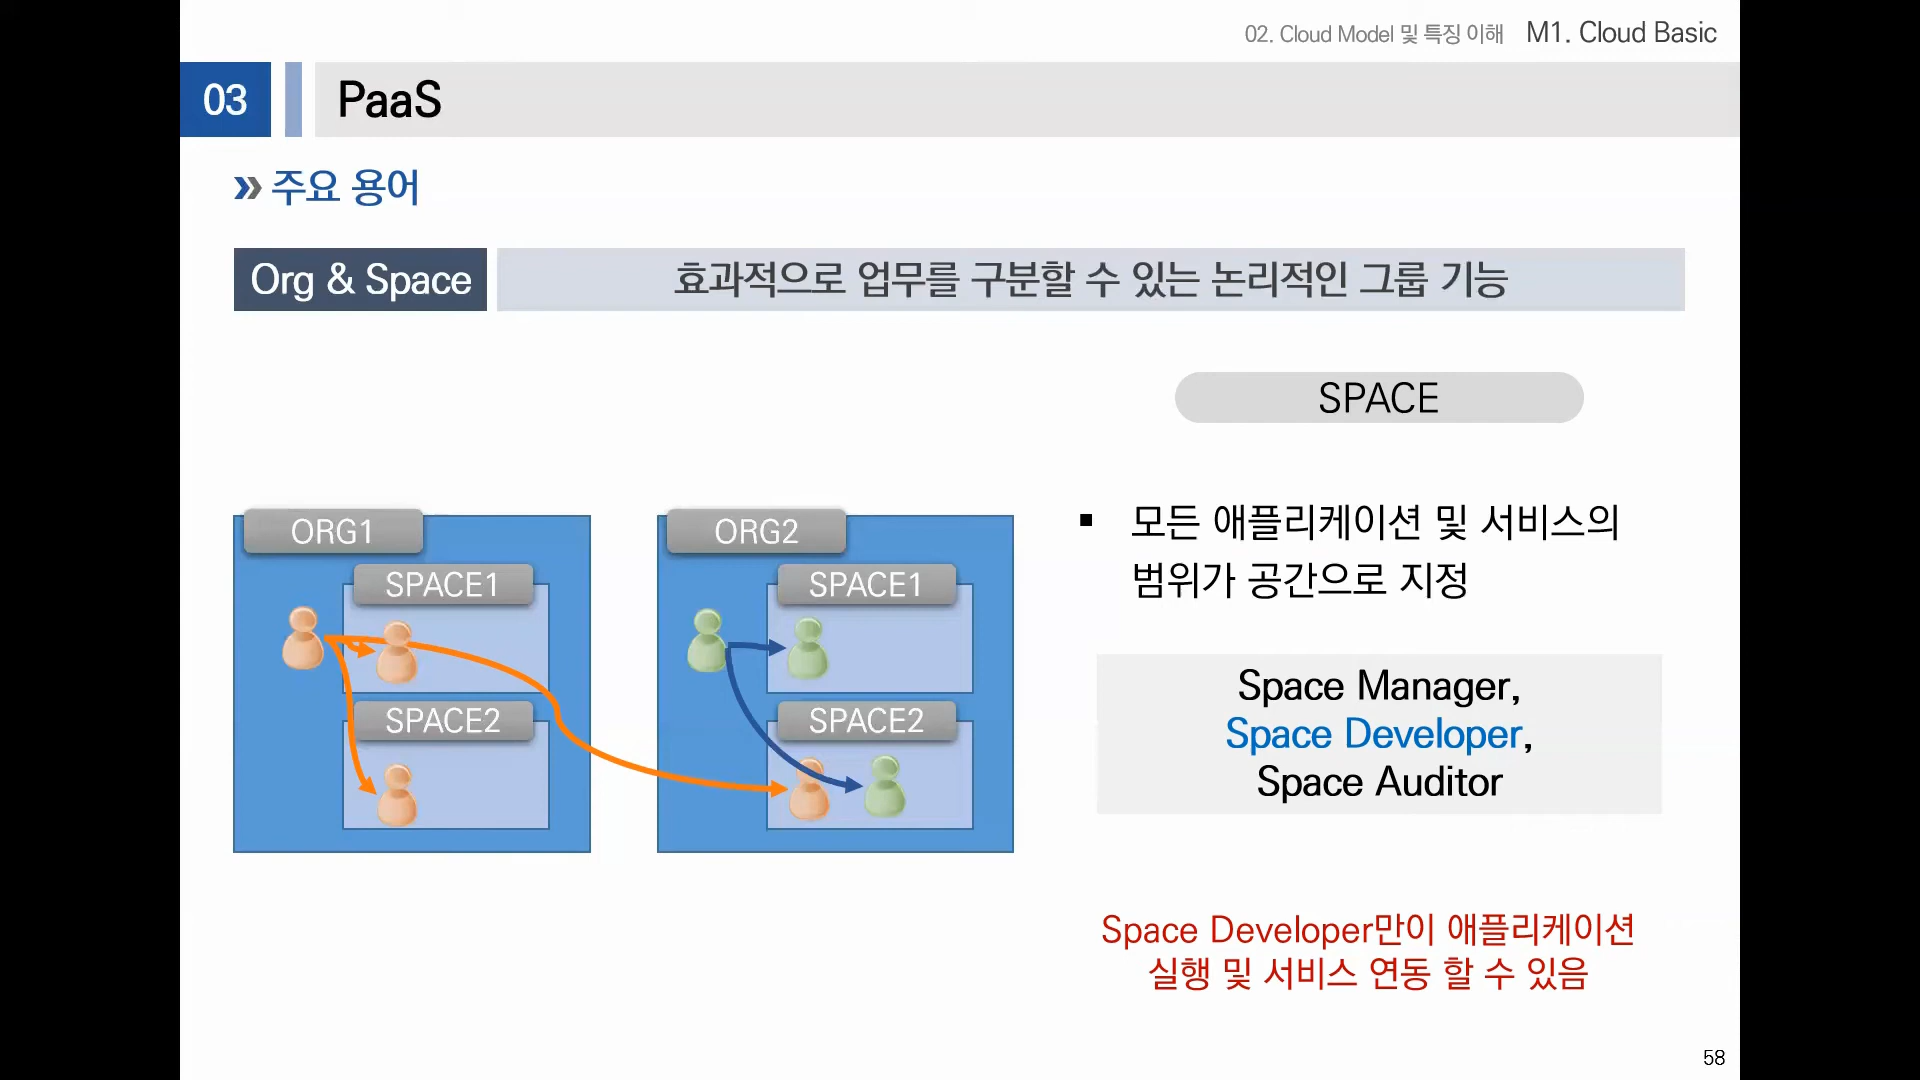 02. Cloud Model 및 특징 이해 M1. Cloud Basic
03 PaaS
주요 용어
Org & Space 효과적으로 업무를 구분할 수 있는 논리적인 그룹 기능
SPACE
ORG1
SPACE1
SPACE2
ORG2
SPACE1
SPACE2
모든 애플리케이션 및 서비스의
범위가 공간으로 지정
Space Manager,
Space Developer,
Space Auditor
Space Developer만이 애플리케이션
실행 및 서비스 연동 할 수 있음
58